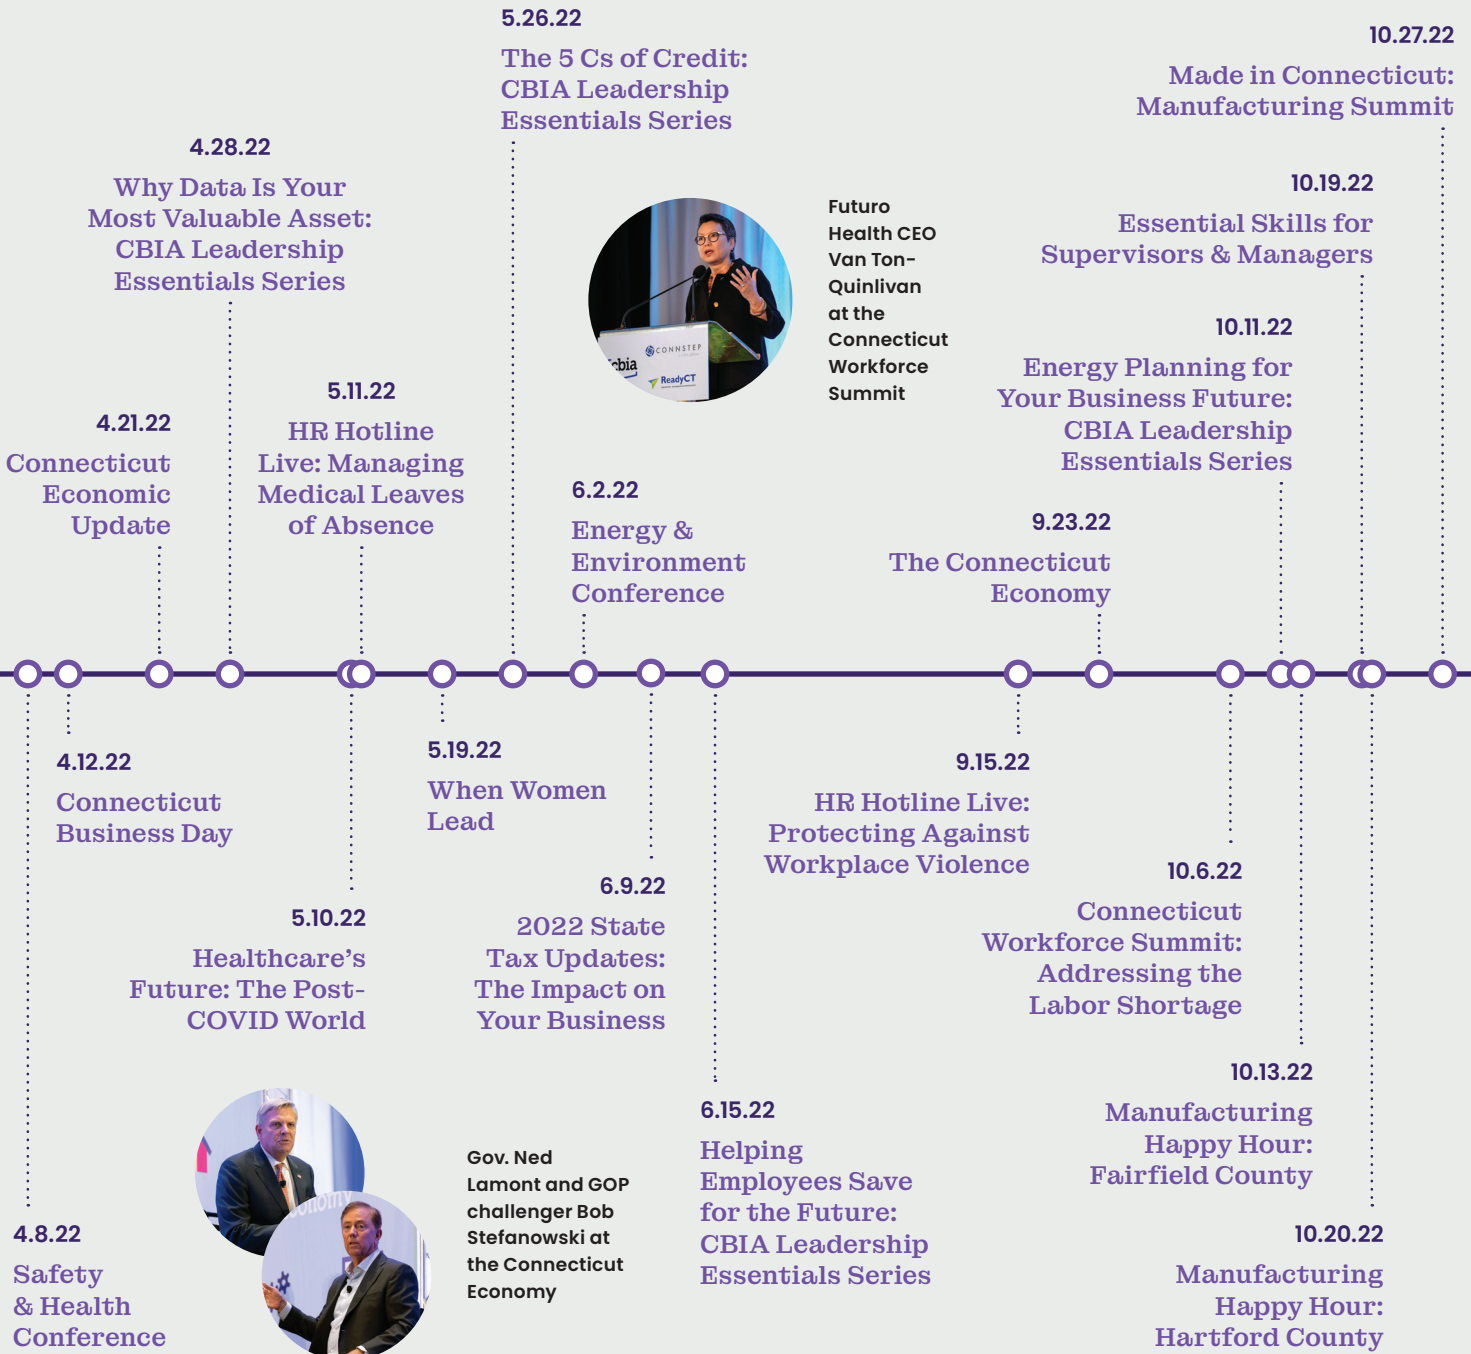 5.26.22
The 5 Cs of Credit:
CBIA Leadership
Essentials Series
10.27.22
Made in Connecticut:
Manufacturing Summit
4.28.22
Why Data Is Your
Most Valuable Asset:
CBIA Leadership
Essentials Series
10.19.22
Essential Skills for
Supervisors & Managers
Futuro
Health CEO
Van Ton-
Quinlivan
at the
Connecticut
Workforce
Summit
CONNSTEP
cbia
ReadyCT
10.11.22
Energy Planning for
Your Business Future:
CBIA Leadership
Essentials Series
5.11.22
HR Hotline
Live: Managing
Medical Leaves
of Absence
4.21.22
Connecticut
Economic
Update
6.2.22
Energy &
Environment
Conference
9.23.22
The Connecticut
Economy
4.12.22
Connecticut
Business Day
5.19.22
When Women
Lead
9.15.22
HR Hotline Live:
Protecting Against
Workplace Violence
10.6.22
Connecticut
Workforce Summit:
Addressing the
Labor Shortage
5.10.22
Healthcare's
Future: The Post-
COVID World
6.9.22
2022 State
Tax Updates:
The Impact on
Your Business
10.13.22
Manufacturing
Happy Hour:
Fairfield County
6.15.22
Helping
Employees Save
for the Future:
CBIA Leadership
Essentials Series
Gov. Ned
Lamont and GOP
challenger Bob
Stefanowski at
the Connecticut
Economy
onomy
4.8.22
Safety
& Health
Conference
10.20.22
Manufacturing
Happy Hour:
Hartford County